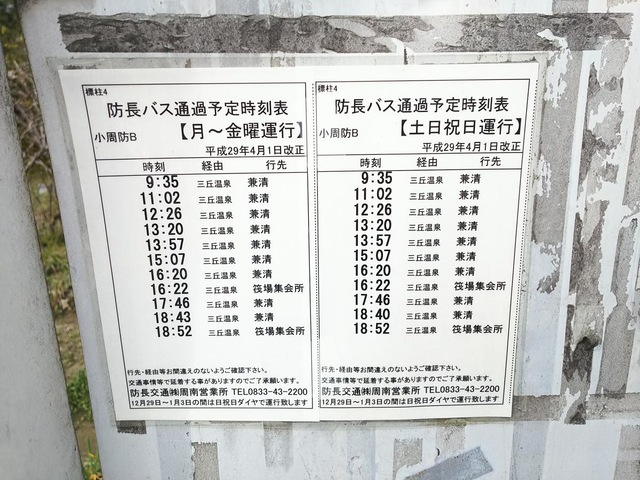 標柱4
防長バス通過予定時刻表
小周防B 【月～金曜運行】
平成29年4月1日改正
時刻 経由 行先
9:35 三丘温泉 兼清
11:02 三丘温泉 兼清
12:26 三丘温泉 兼清
13:20 三丘温泉 兼清
13:57 三丘温泉 兼清
15:07 三丘温泉 兼清
16:20 三丘温泉 兼清
16:22 三丘温泉 筏場集会所
17:46 三丘温泉 兼清
18:43 三丘温泉 兼清
18:52 三丘温泉 筏場集会所
行先・経由等お間違えのないようご確認下さい。
交通事情等で延着する事がありますのでご了承願います。
防長交通㈱周南営業所 TEL0833-43-2200
12月29日～1月3日の間は日祝日ダイヤで運行致します
標柱4
防長バス通過予定時刻表
小周防B 【土日祝日運行】
平成29年4月1日改正
時刻 経由 行先
9:35 三丘温泉 兼清
11:02 三丘温泉 兼清
12:26 三丘温泉 兼清
13:20 三丘温泉 兼清
13:57 三丘温泉 兼清
15:07 三丘温泉 兼清
16:20 三丘温泉 兼清
16:22 三丘温泉 筏場集会所
17:46 三丘温泉 兼清
18:40 三丘温泉 兼清
18:52 三丘温泉 筏場集会所
行先・経由等お間違えのないようご確認下さい。
交通事情等で延着する事がありますのでご了承願います。
防長交通㈱周南営業所 TEL0833-43-2200
12月29日～1月3日の間は日祝日ダイヤで運行致します